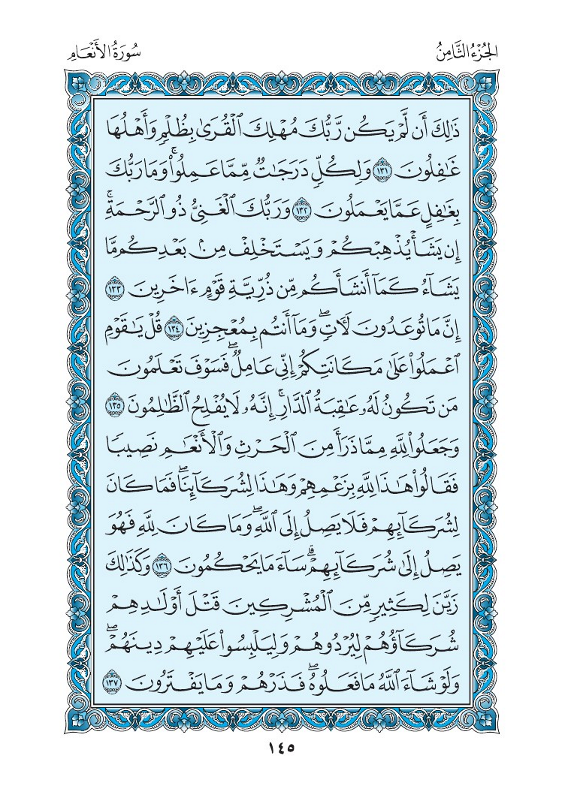 الجُزْءُ الثَّامِنُ
سُورَةُ الأَنْعَامِ
ذَٰلِكَ أَن لَّمْ يَكُن رَّبُّكَ مُهْلِكَ ٱلْقُرَىٰ بِظُلْمٍ وَأَهْلُهَا
غَٰفِلُونَ ١٣١ وَلِكُلٍّ دَرَجَٰتٌ مِّمَّا عَمِلُوا۟ ۚ وَمَا رَبُّكَ
بِغَٰفِلٍ عَمَّا يَعْمَلُونَ ١٣٢ وَرَبُّكَ ٱلْغَنِىُّ ذُو ٱلرَّحْمَةِ ۚ
إِن يَشَأْ يُذْهِبْكُمْ وَيَسْتَخْلِفْ مِنۢ بَعْدِكُم مَّا
يَشَآءُ كَمَآ أَنشَأَكُم مِّن ذُرِّيَّةِ قَوْمٍ ءَاخَرِينَ ١٣٣
إِنَّ مَا تُوعَدُونَ لَءَاتٍ ۖ وَمَآ أَنتُم بِمُعْجِزِينَ ١٣٤ قُلْ يَٰقَوْمِ
ٱعْمَلُوا۟ عَلَىٰ مَكَانَتِكُمْ إِنِّى عَامِلٌ ۖ فَسَوْفَ تَعْلَمُونَ
مَن تَكُونُ لَهُۥ عَٰقِبَةُ ٱلدَّارِ ۗ إِنَّهُۥ لَا يُفْلِحُ ٱلظَّٰلِمُونَ ١٣٥
وَجَعَلُوا۟ لِلَّهِ مِمَّا ذَرَأَ مِنَ ٱلْحَرْثِ وَٱلْأَنْعَٰمِ نَصِيبًا
فَقَالُوا۟ هَٰذَا لِلَّهِ بِزَعْمِهِمْ وَهَٰذَا لِشُرَكَآئِنَا ۖ فَمَا كَانَ
لِشُرَكَآئِهِمْ فَلَا يَصِلُ إِلَى ٱللَّهِ ۖ وَمَا كَانَ لِلَّهِ فَهُوَ
يَصِلُ إِلَىٰ شُرَكَآئِهِمْ ۗ سَآءَ مَا يَحْكُمُونَ ١٣٦ وَكَذَٰلِكَ
زَيَّنَ لِكَثِيرٍ مِّنَ ٱلْمُشْرِكِينَ قَتْلَ أَوْلَٰدِهِمْ
شُرَكَآؤُهُمْ لِيُرْدُوهُمْ وَلِيَلْبِسُوا۟ عَلَيْهِمْ دِينَهُمْ ۖ
وَلَوْ شَآءَ ٱللَّهُ مَا فَعَلُوهُ ۖ فَذَرْهُمْ وَمَا يَفْتَرُونَ ١٣٧
١٤٥